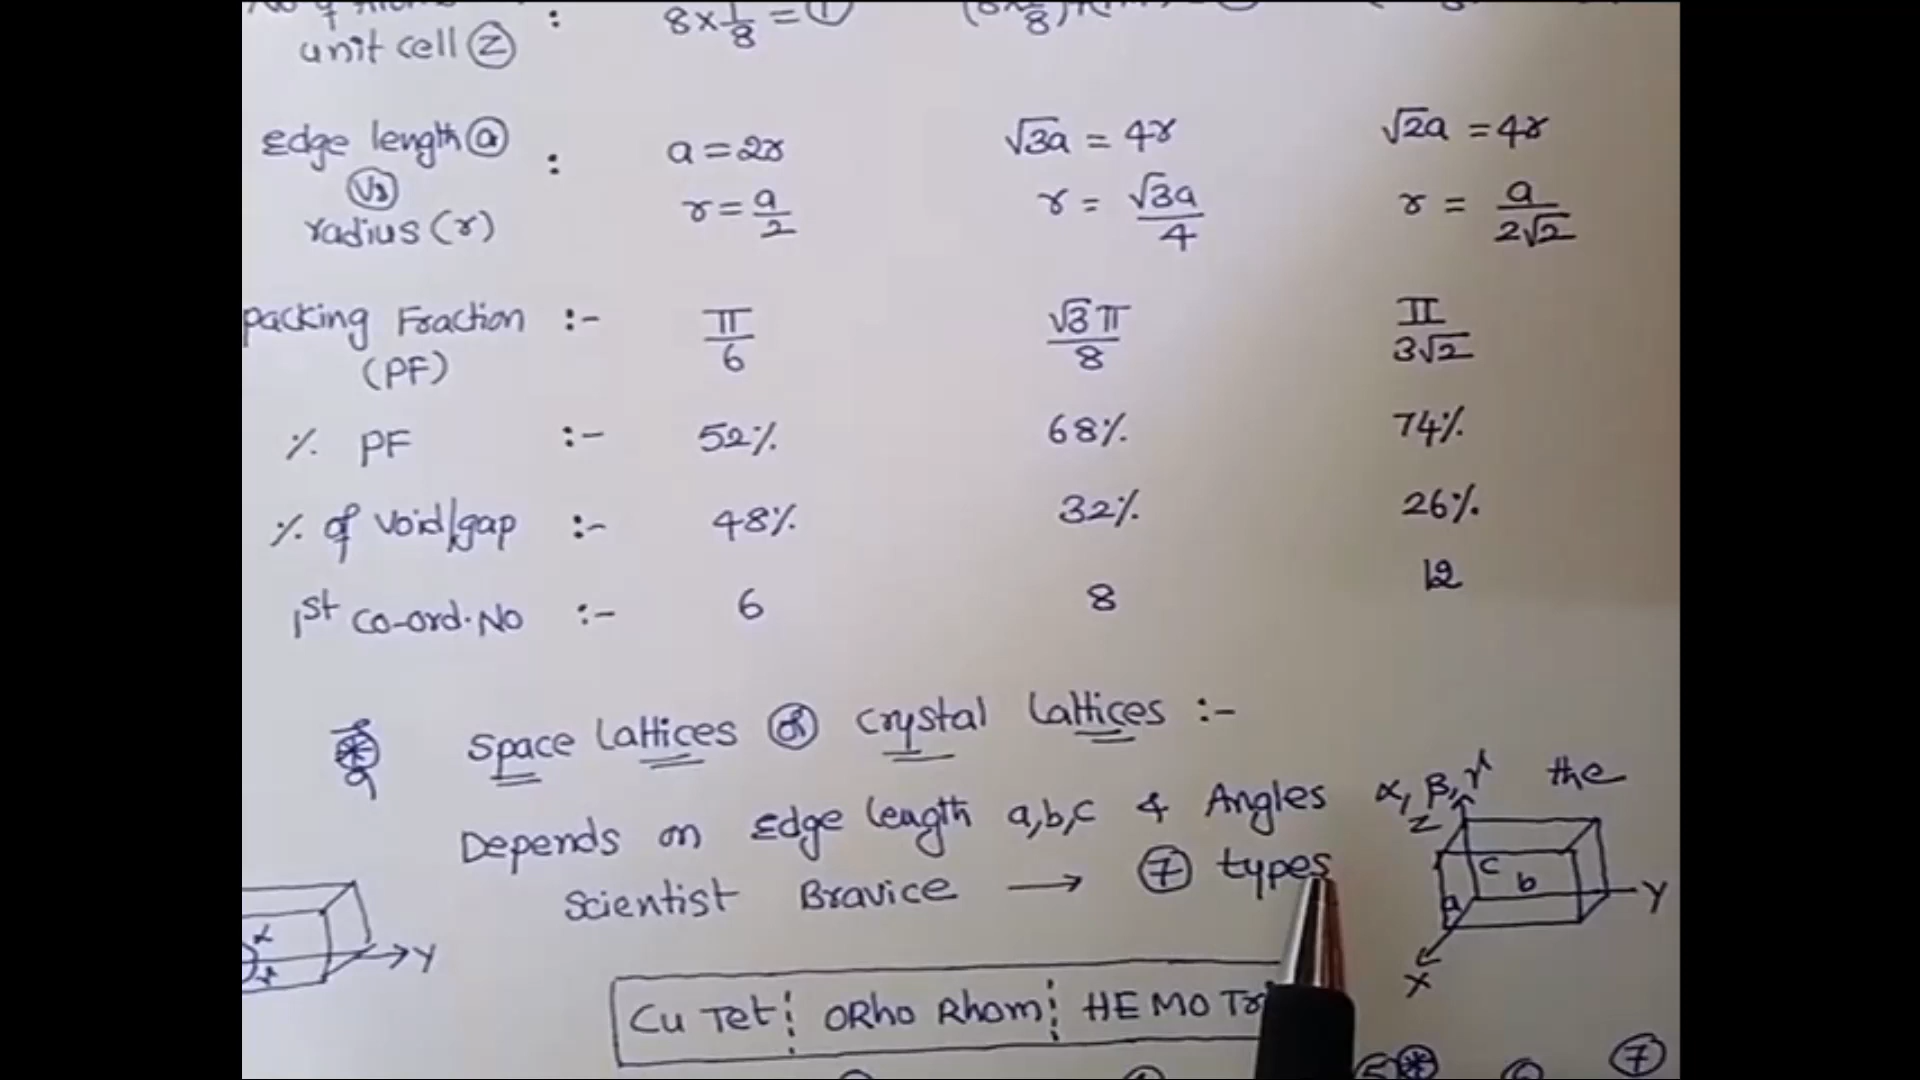 unit cell Z : 8×1/8 = 1
Edge length a Vs radius (r) :
a = 2r √3a = 4r √2a = 4r
r = a/2 r = √3a/4 r = a/2√2
Packing Fraction (PF) :- π/6 √3π/8 π/3√2
% PF :- 52% 68% 74%
% of void/gap :- 48% 32% 26%
1st Co-ord.No :- 6 8 12
Space Lattices or Crystal Lattices :-
Depends on Edge length a,b,c & Angles α, β, γ the
Scientist Bravice → 7 types
Z
c
b
a
Y
X
α
Y
Cu Tet ORho Rhom HEMO Tr
7